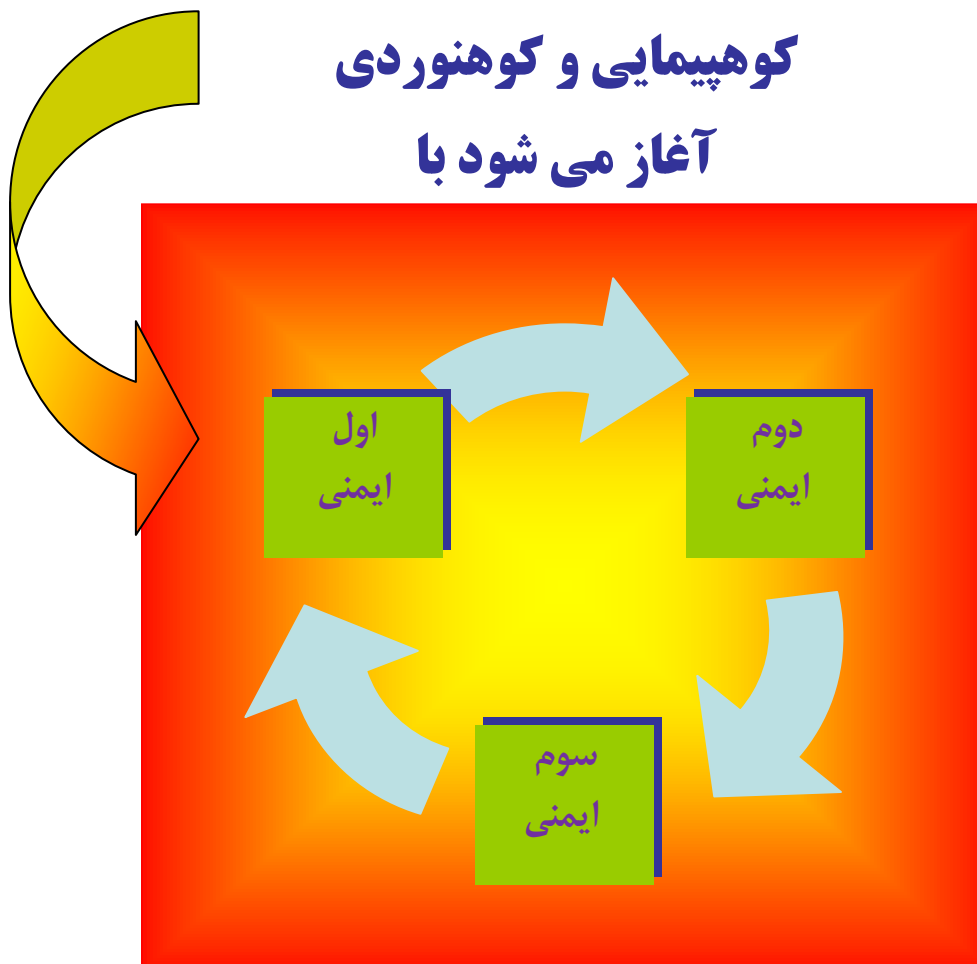 کوهپیمایی و کوهنوردی
آغاز می شود با
اول
ایمنی
دوم
ایمنی
سوم
ایمنی